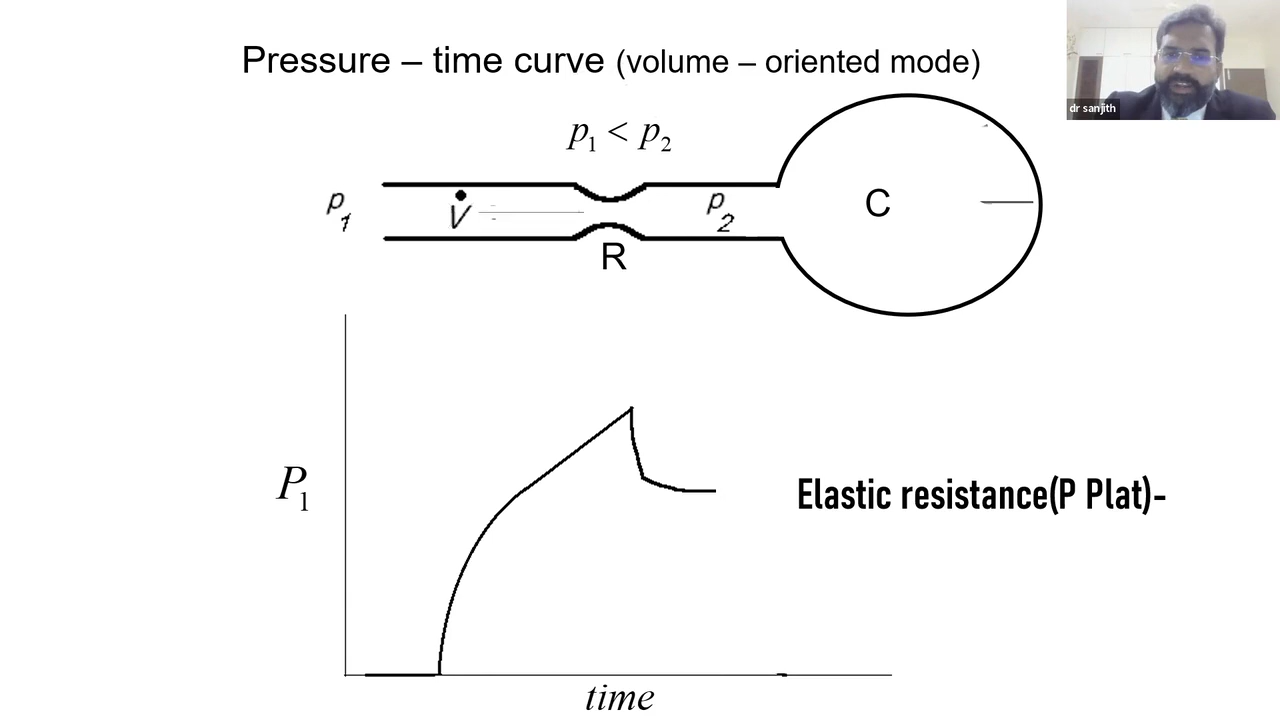 Pressure – time curve (volume – oriented mode)
dr sanjith
p₁ < p₂
p₁
V̇
p₂
C
R
P₁
Elastic resistance(P Plat)-
time